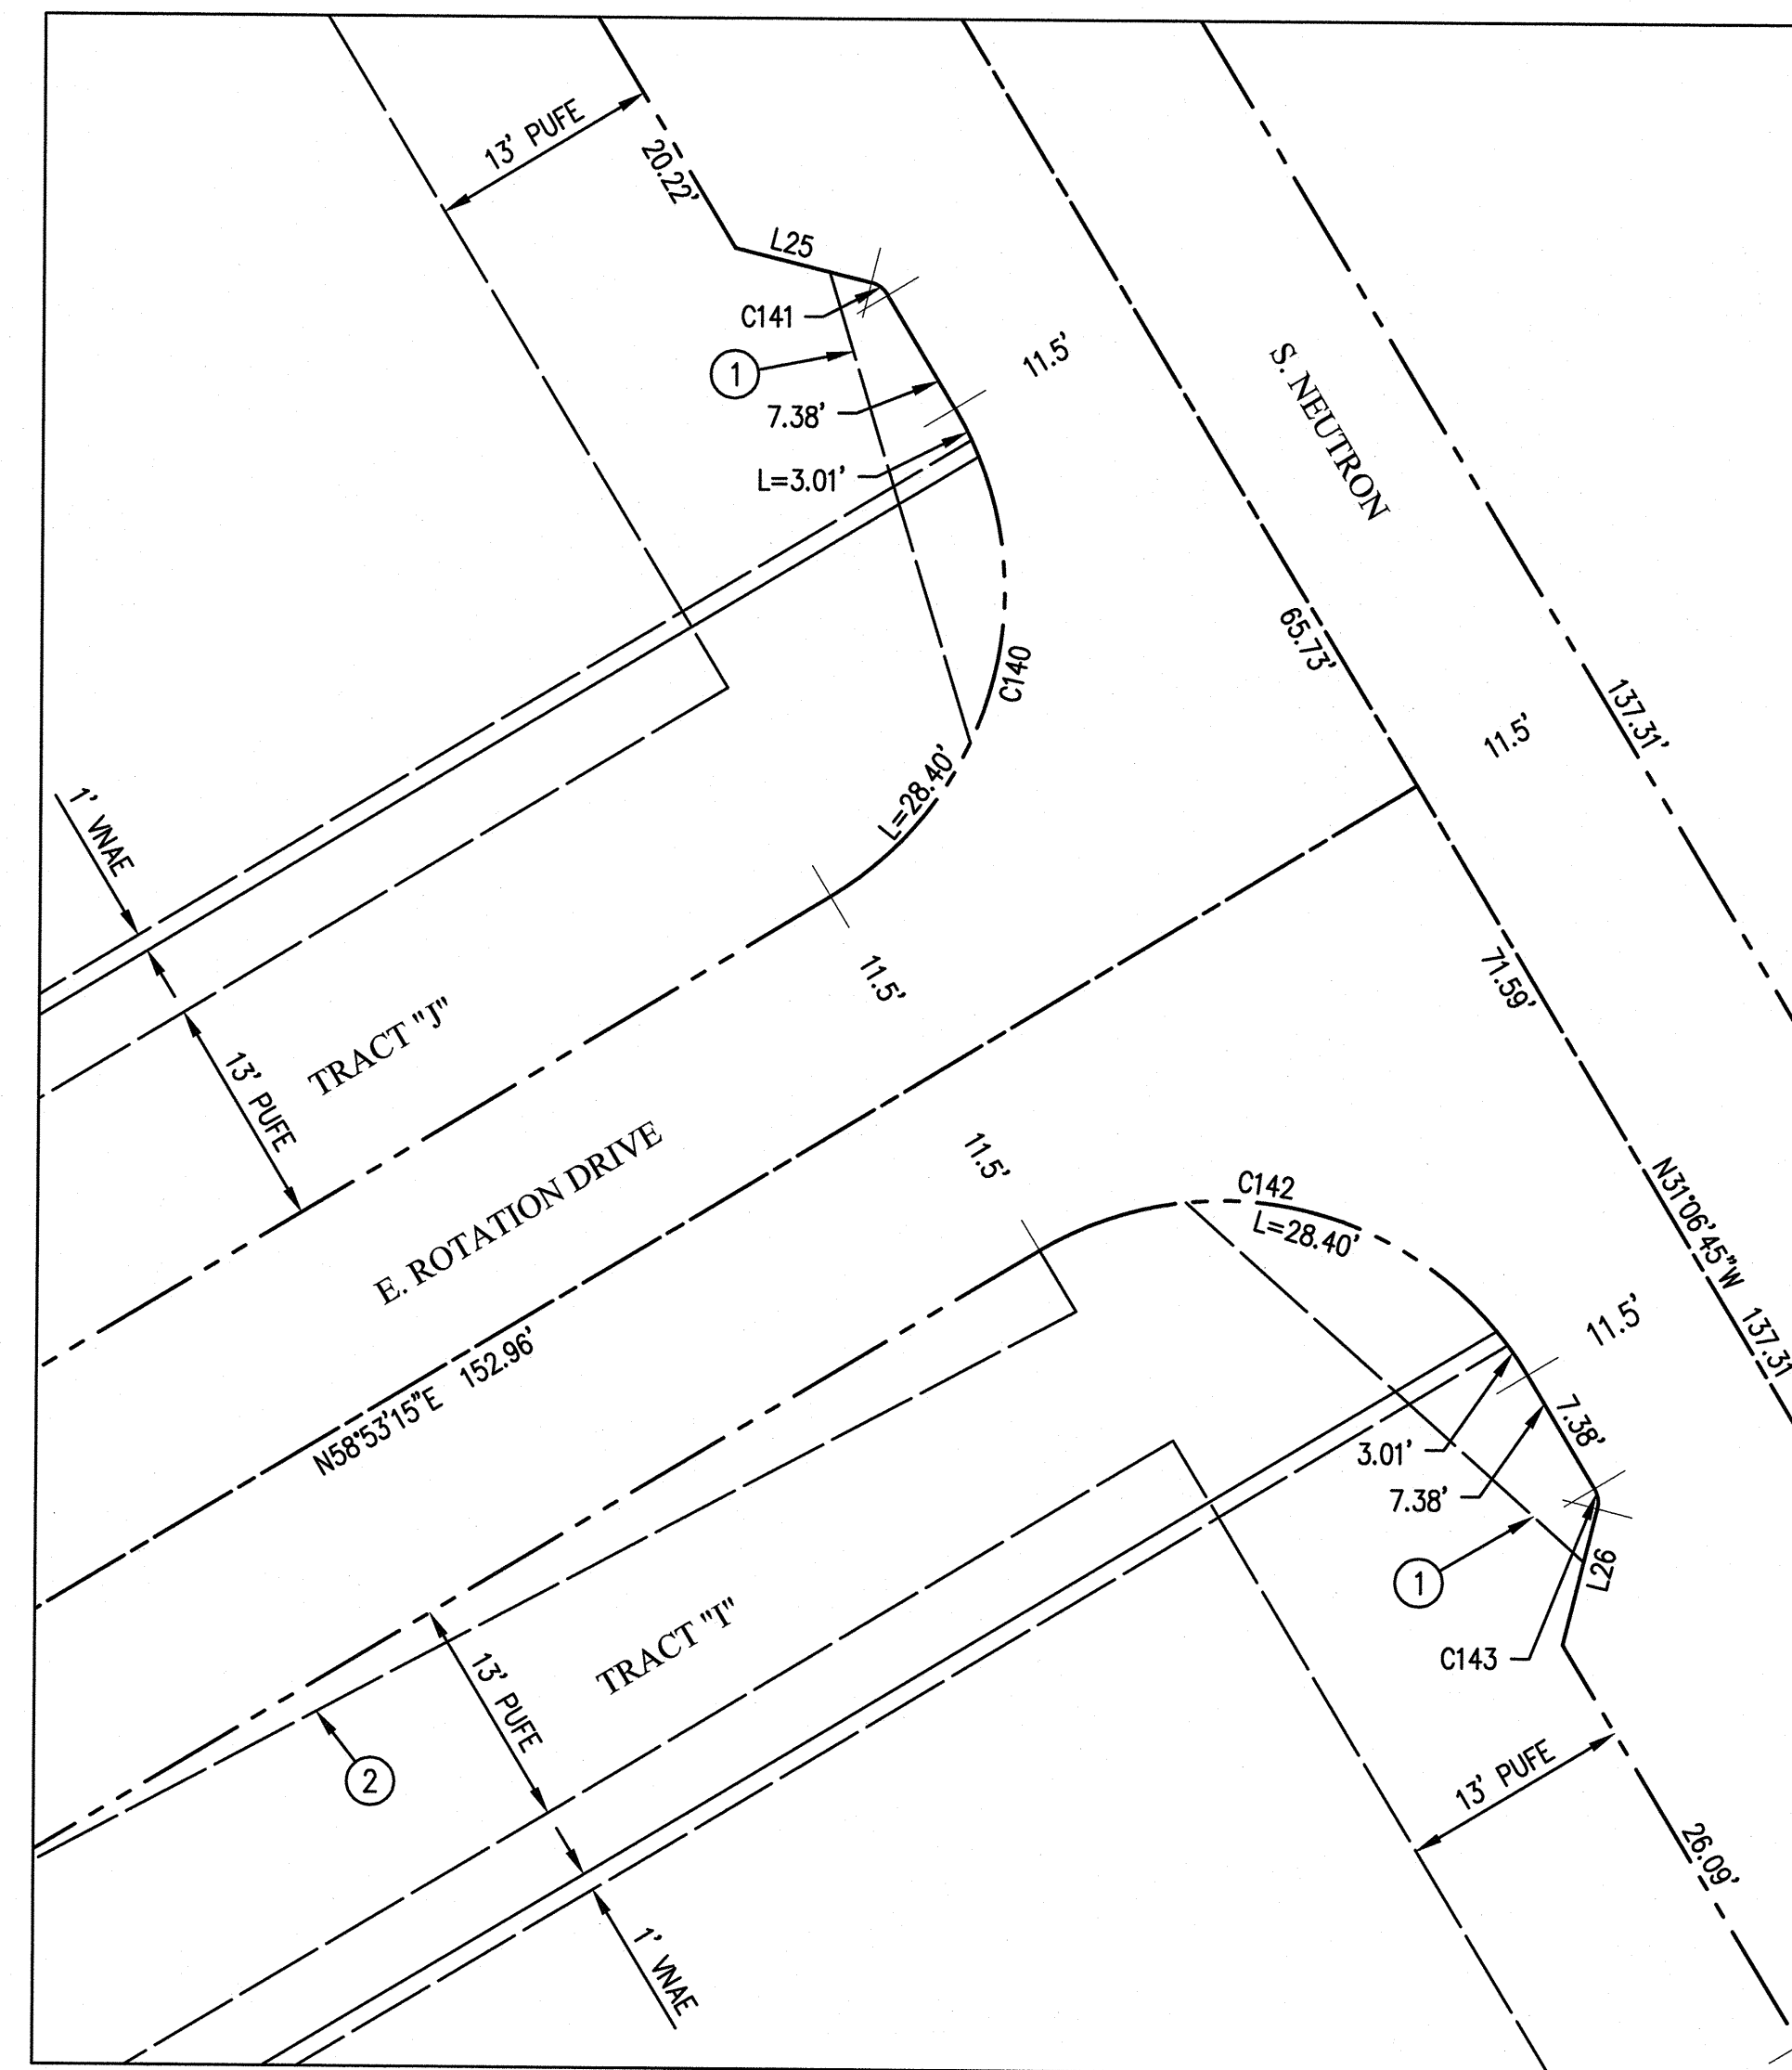 13' PUFE
20.22'
L25
C141
1
7.38'
L=3.01'
11.5'
S. NEUTRON
65.73'
C140
137.31'
11.5'
L=28.40'
1' VNAE
11.5'
71.59'
TRACT "J"
13' PUFE
E. ROTATION DRIVE
11.5'
C142
L=28.40'
N31°06'45"W 137.31
11.5'
N58°53'15"E 152.96'
7.38'
3.01'
7.38'
1
L26
C143
TRACT "I"
13' PUFE
2
13' PUFE
26.09'
1' VNAE